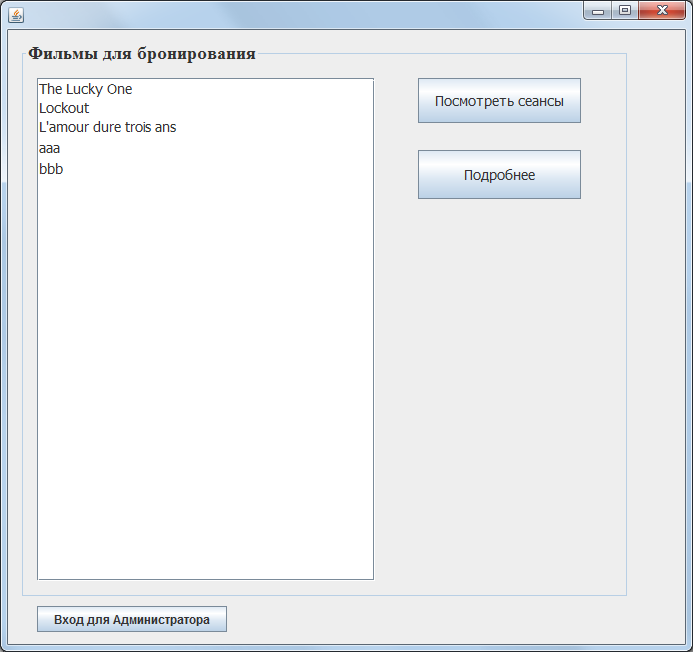 Фильмы для бронирования
The Lucky One
Lockout
L'amour dure trois ans
aaa
bbb
Посмотреть сеансы
Подробнее
Вход для Администратора